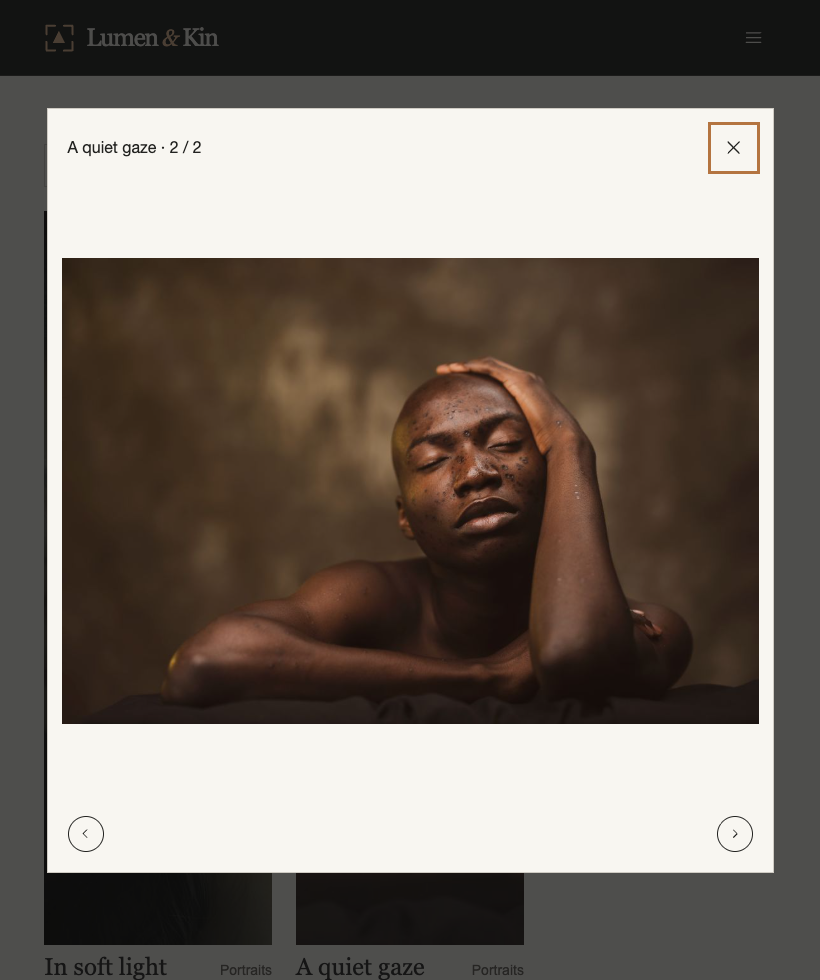 Lumen & Kin
A quiet gaze · 2 / 2
In soft light
Portraits
A quiet gaze
Portraits